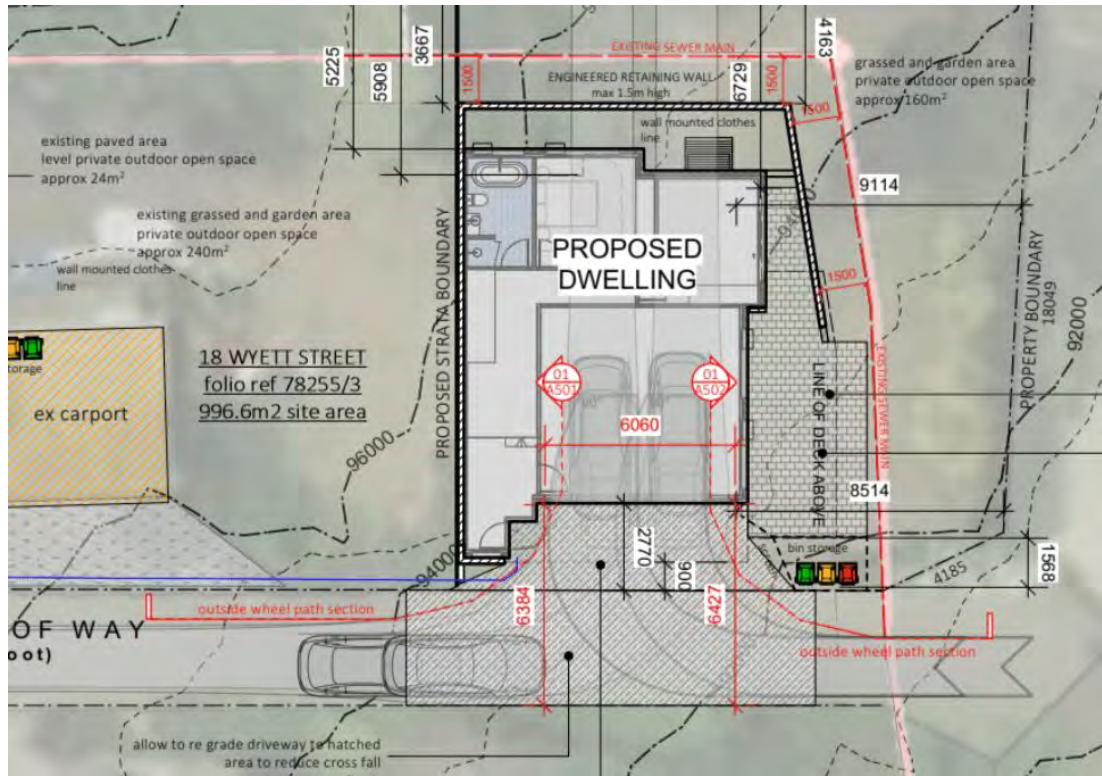 5225
5908
3667
1500
EXISTING SEWER MAIN
ENGINEERED RETAINING WALL
max 1.5m high
6729
1500
4163
1500
grassed and garden area
private outdoor open space
approx 160m²
existing paved area
level private outdoor open space
approx 24m²
wall mounted clothes
line
existing grassed and garden area
private outdoor open space
approx 240m²
wall mounted clothes
line
PROPOSED STRATA BOUNDARY
PROPOSED
DWELLING
9114
1500
PROPERTY BOUNDARY
18049
92000
torage
ex carport
18 WYETT STREET
folio ref 78255/3
996.6m2 site area
96000
01
A501
01
A502
6060
LINE OF DECK ABOVE
EXISTING SEWER MAIN
8514
94000
2770
900
bin storage
4185
1568
6384
6427
outside wheel path section
outside wheel path section
OF WAY
oot)
allow to re grade driveway to hatched
area to reduce cross fall